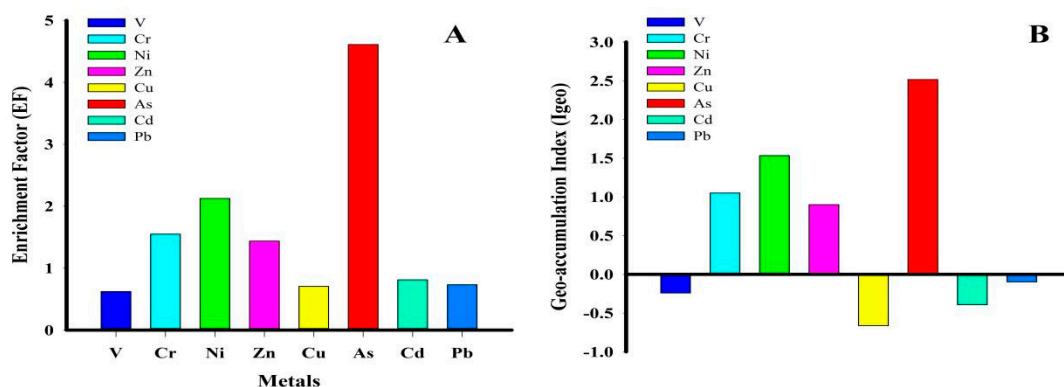 A
V
Cr
Ni
Zn
Cu
As
Cd
Pb
Enrichment Factor (EF)
5
4
3
2
1
0
V Cr Ni Zn Cu As Cd Pb
Metals
B
V
Cr
Ni
Zn
Cu
As
Cd
Pb
Geo-accumulation Index (Igeo)
3.0
2.5
2.0
1.5
1.0
0.5
0.0
-0.5
-1.0